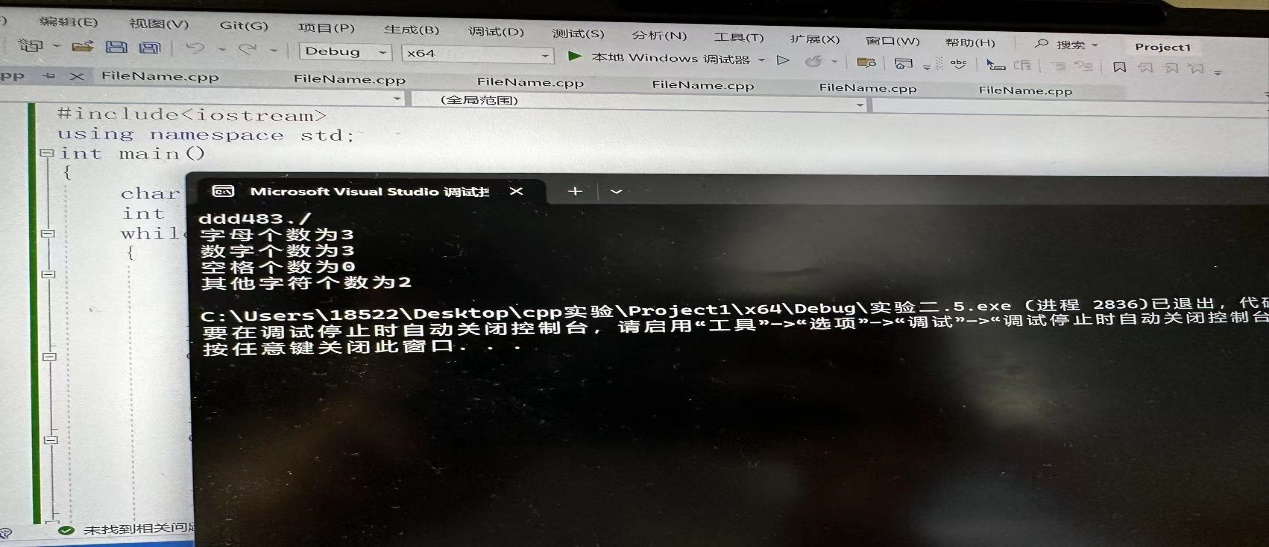 编辑(E) 视图(V) Git(G) 项目(P) 生成(B) 调试(D) 测试(S) 分析(N) 工具(T) 扩展(X) 窗口(W) 帮助(H) 搜索 Project1
Debug x64 本地 Windows 调试器
FileName.cpp FileName.cpp FileName.cpp FileName.cpp FileName.cpp FileName.cpp
(全局范围)
#include<iostream>
using namespace std;
int main()
{
char
int
{
Microsoft Visual Studio
ddd483./
字母个数为3
数字个数为3
空格个数为0
其他字符个数为2
C:\Users\18522\Desktop\cpp实验\Project1\x64\Debug\实验二.5.exe (进程 2836)已退出，
要在调试停止时自动关闭控制台，请启用“工具”->“选项”->“调试”->“调试停止时自动关闭控制台
按任意键关闭此窗口. . .
未找到相关问